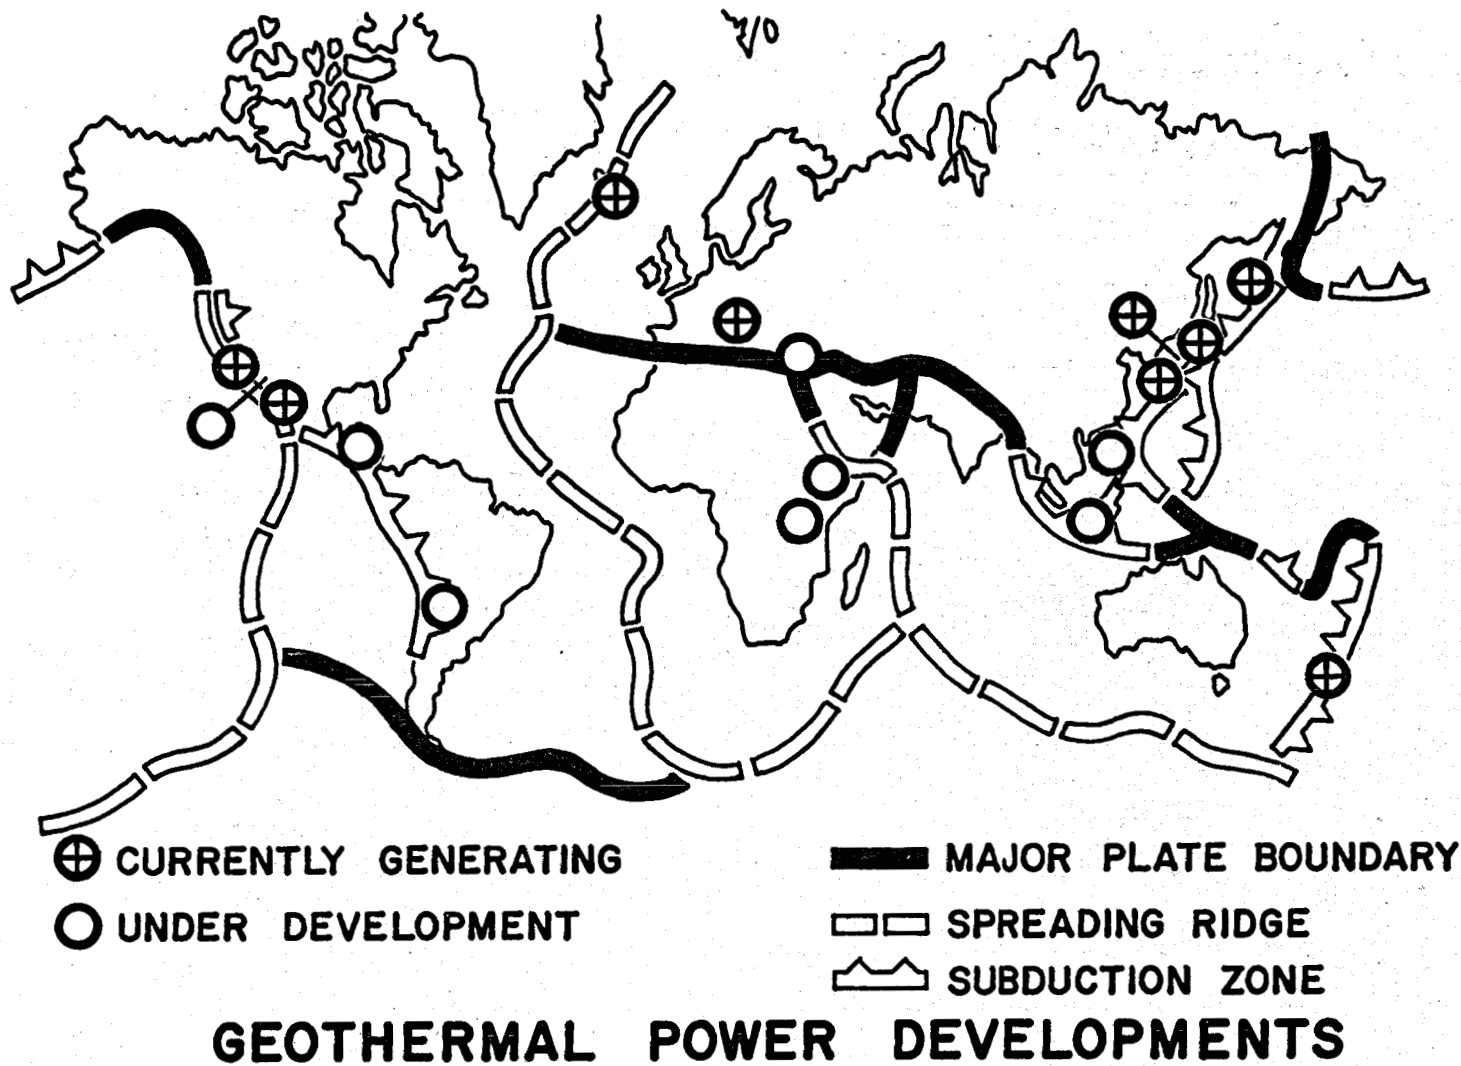 CURRENTLY GENERATING
UNDER DEVELOPMENT
MAJOR PLATE BOUNDARY
SPREADING RIDGE
SUBDUCTION ZONE
GEOTHERMAL POWER DEVELOPMENTS